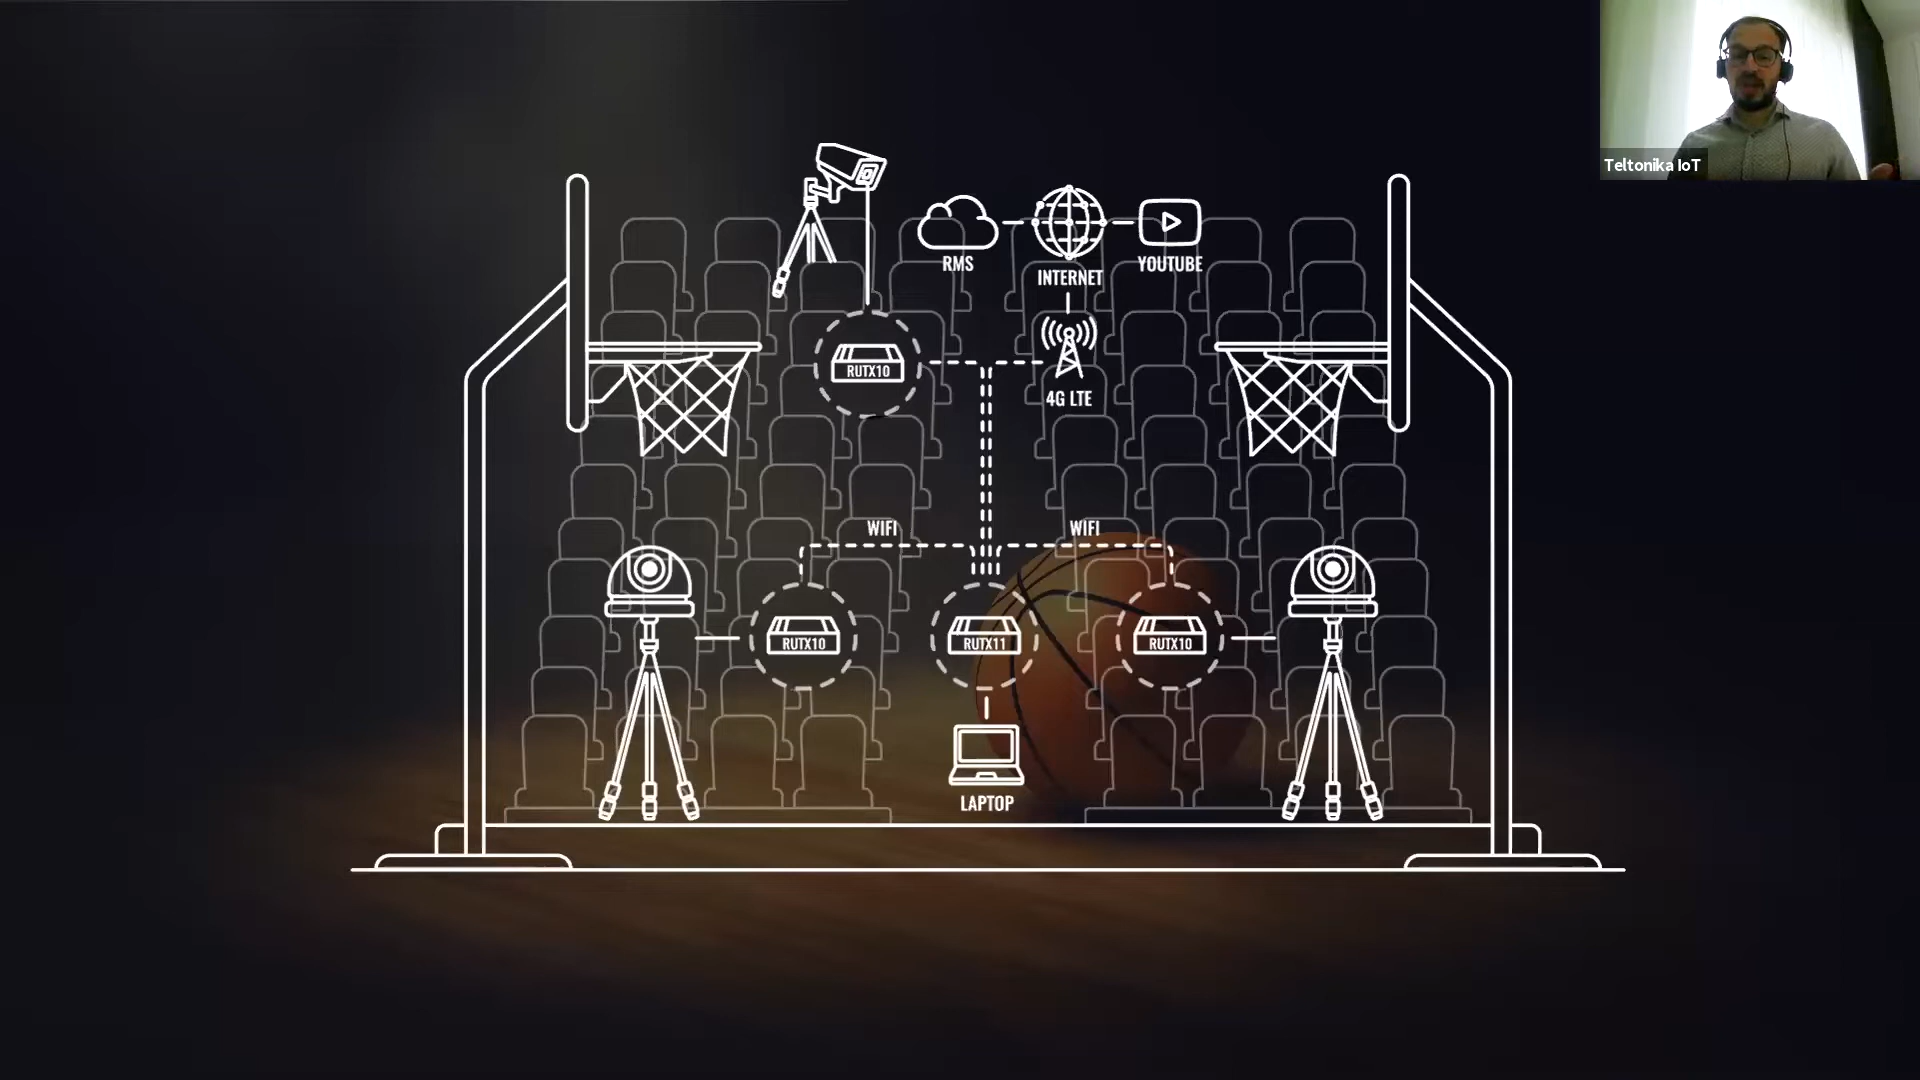 Teltonika IoT
RMS
INTERNET
YOUTUBE
RUTX10
4G LTE
WIFI
WIFI
RUTX10
RUTX11
RUTX10
LAPTOP